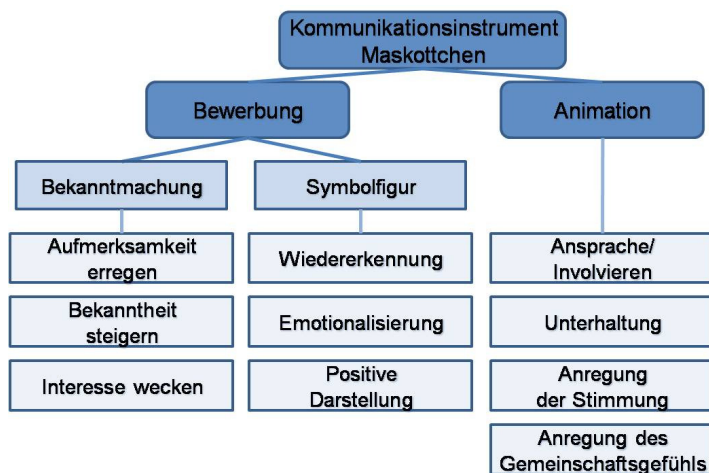 Kommunikationsinstrument
Maskottchen
Bewerbung
Animation
Bekanntmachung
Symbolfigur
Aufmerksamkeit
erregen
Bekanntheit
steigern
Interesse wecken
Wiedererkennung
Emotionalisierung
Positive
Darstellung
Ansprache/
Involvieren
Unterhaltung
Anregung
der Stimmung
Anregung des
Gemeinschaftsgefühls